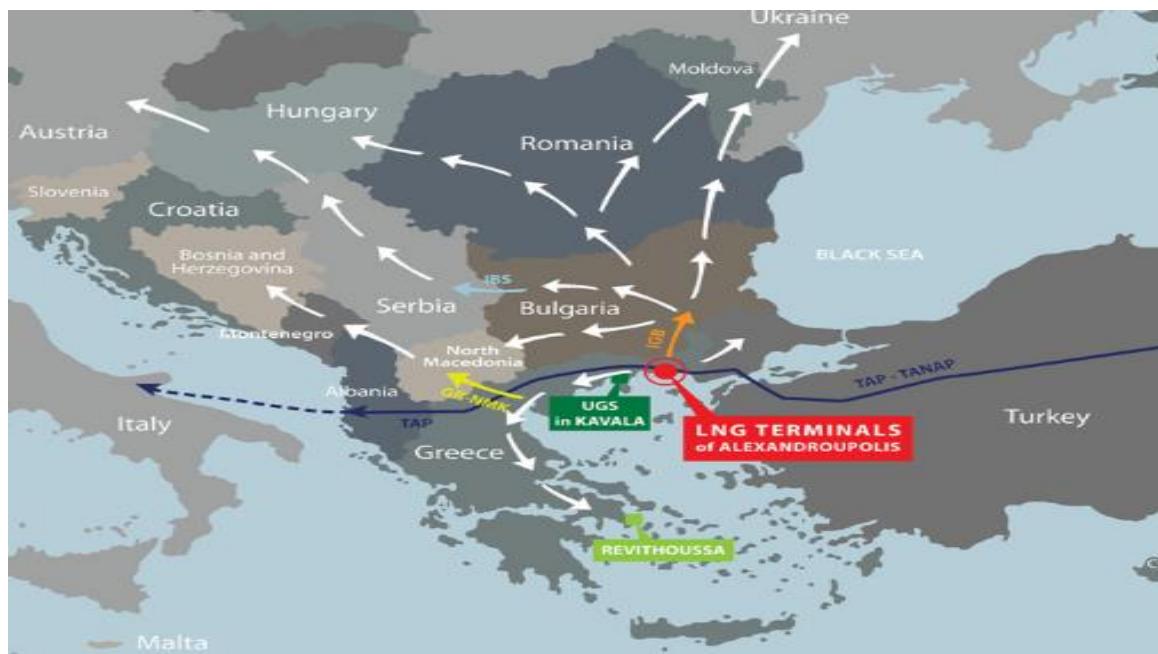 Ukraine
Moldova
Hungary
Austria
Romania
Slovenia
Croatia
Bosnia and
Herzegovina
BLACK SEA
IBS
Serbia
Bulgaria
Montenegro
IGB
North
Macedonia
TAP - TANAP
Albania
GR-NMK
UGS
in KAVALA
TAP
Italy
LNG TERMINALS
of ALEXANDROUPOLIS
Turkey
Greece
REVITHOUSSA
Malta